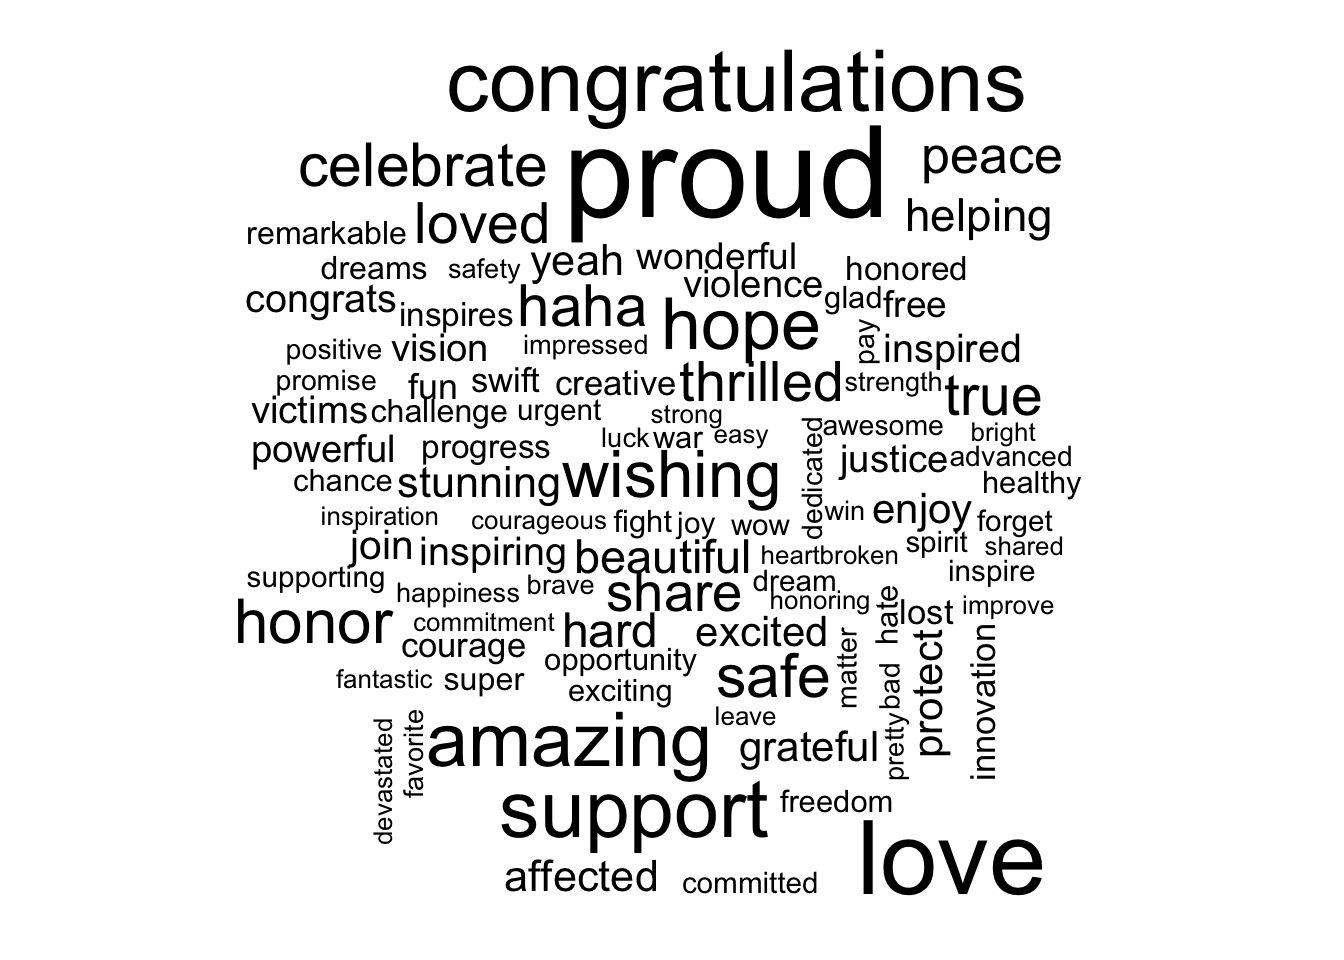 congratulations
celebrate proud peace
remarkable loved helping
dreams safety yeah wonderful honored
congrats inspires haha violence glad free
positive vision impressed hope pay inspired
promise fun swift creative thrilled strength true
victims challenge urgent strong awesome
powerful progress luck war easy dedicated justice bright advanced
chance stunning wishing healthy
inspiration courageous fight joy wow win enjoy forget
join inspiring beautiful heartbroken spirit shared
supporting happiness brave share dream honoring hate inspire
honor commitment hard excited lost improve
courage opportunity matter
fantastic super exciting safe bad protect innovation
devastated favorite amazing leave grateful pretty
support freedom
affected committed love